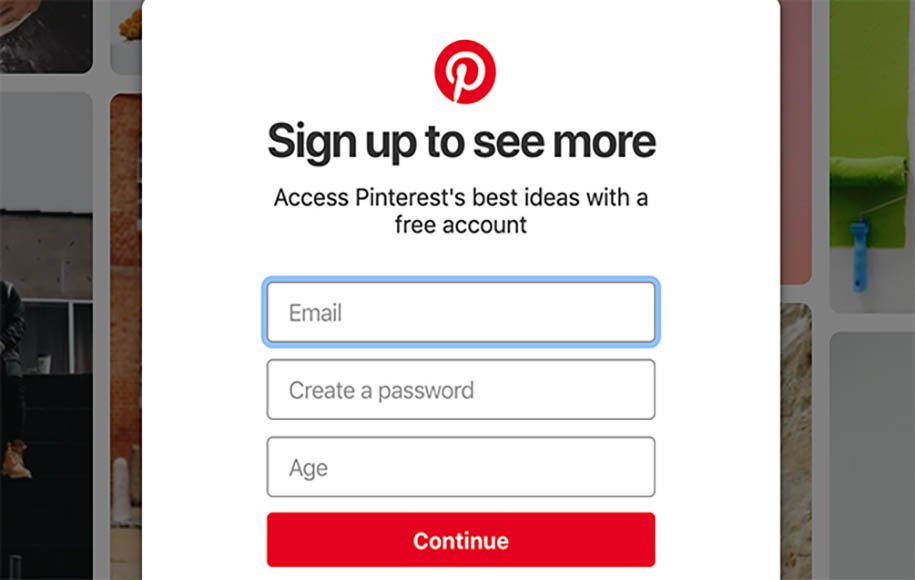 Sign up to see more
Access Pinterest's best ideas with a
free account
Email
Create a password
Age
Continue